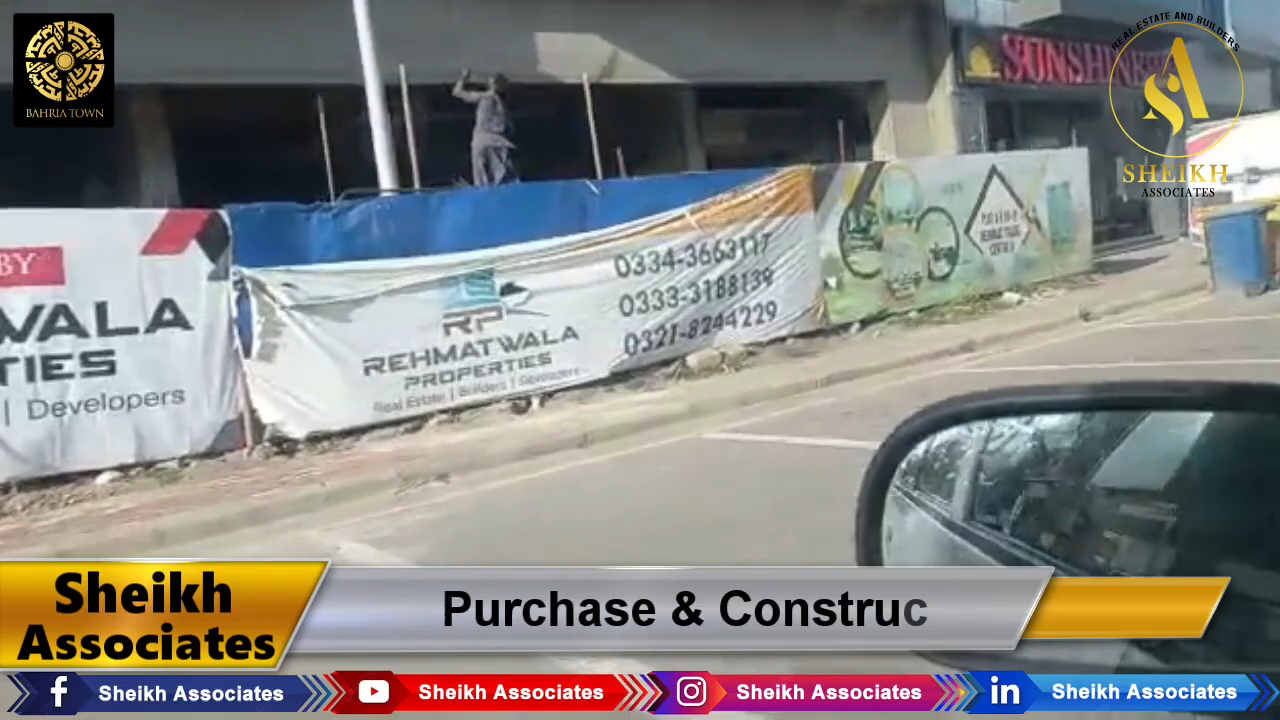 BAHRIA TOWN
REAL ESTATE AND BUILDERS
SUNSHINE
SHEIKH
ASSOCIATES
BY
WALA
TIES
| Developers
RP
REHMATWALA
PROPERTIES
Real Estate | Builders | Developers
0334-3663117
0333-3188139
0321-8244229
Sheikh
Associates
Purchase & Construc
Sheikh Associates
Sheikh Associates
Sheikh Associates
Sheikh Associates